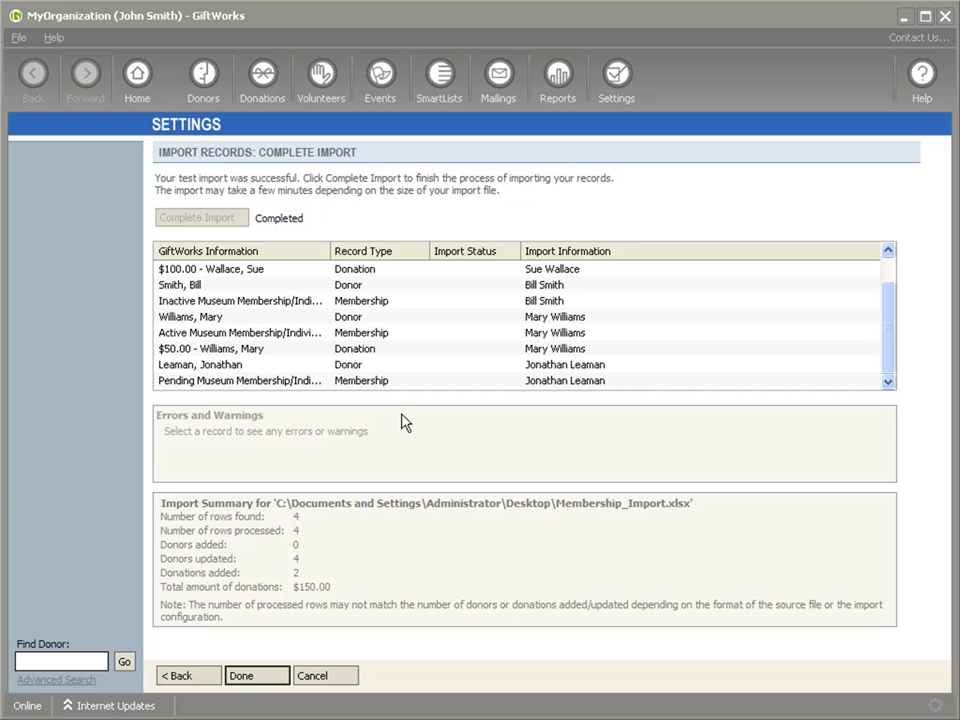 MyOrganization (John Smith) - GiftWorks
File Help Contact Us...
Back Forward Home Donors Donations Volunteers Events SmartLists Mailings Reports Settings Help
SETTINGS
IMPORT RECORDS: COMPLETE IMPORT
Your test import was successful. Click Complete Import to finish the process of importing your records.
The import may take a few minutes depending on the size of your import file.
Complete Import Completed
GiftWorks Information Record Type Import Status Import Information
$100.00 - Wallace, Sue Donation Sue Wallace
Smith, Bill Donor Bill Smith
Inactive Museum Membership/Indi... Membership Bill Smith
Williams, Mary Donor Mary Williams
Active Museum Membership/Indivi... Membership Mary Williams
$50.00 - Williams, Mary Donation Mary Williams
Leaman, Jonathan Donor Jonathan Leaman
Pending Museum Membership/Indi... Membership Jonathan Leaman
Errors and Warnings
Select a record to see any errors or warnings
Import Summary for 'C:\Documents and Settings\Administrator\Desktop\Membership_Import.xlsx'
Number of rows found: 4
Number of rows processed: 4
Donors added: 0
Donors updated: 4
Donations added: 2
Total amount of donations: $150.00
Note: The number of processed rows may not match the number of donors or donations added/updated depending on the format of the source file or the import
configuration.
Find Donor:
Go
Advanced Search
< Back Done Cancel
Online Internet Updates